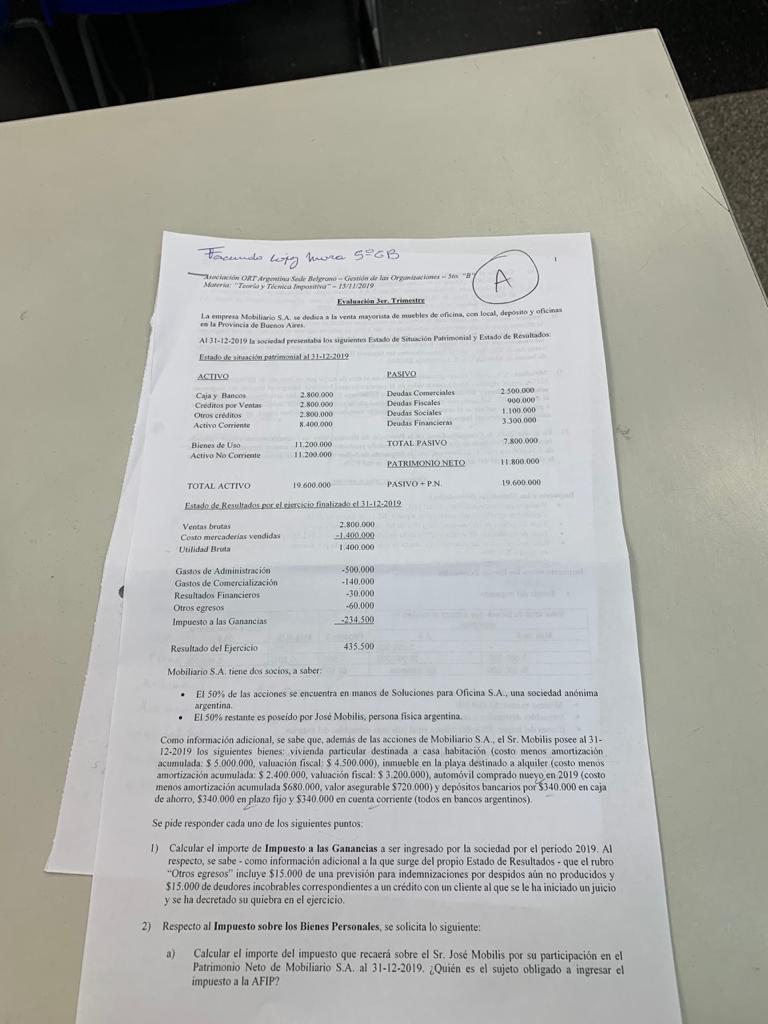 Facundo López Mura 5ºGB
1
Asociación ORT Argentina Sede Belgrano – Gestión de las Organizaciones – 5to. "B"
Materia: "Teoría y Técnica Impositiva" – 15/11/2019
A
Evaluación 3er. Trimestre
La empresa Mobiliario S.A. se dedica a la venta mayorista de muebles de oficina, con local, depósito y oficinas
en la Provincia de Buenos Aires.
Al 31-12-2019 la sociedad presentaba los siguientes Estado de Situación Patrimonial y Estado de Resultados:
Estado de situación patrimonial al 31-12-2019
ACTIVO PASIVO
Caja y Bancos 2.800.000 Deudas Comerciales 2.500.000
Créditos por Ventas 2.800.000 Deudas Fiscales 900.000
Otros créditos 2.800.000 Deudas Sociales 1.100.000
Activo Corriente 8.400.000 Deudas Financieras 3.300.000
Bienes de Uso 11.200.000 TOTAL PASIVO 7.800.000
Activo No Corriente 11.200.000
PATRIMONIO NETO 11.800.000
TOTAL ACTIVO 19.600.000 PASIVO + P.N. 19.600.000
Estado de Resultados por el ejercicio finalizado el 31-12-2019
Ventas brutas 2.800.000
Costo mercaderías vendidas -1.400.000
Utilidad Bruta 1.400.000
Gastos de Administración -500.000
Gastos de Comercialización -140.000
Resultados Financieros -30.000
Otros egresos -60.000
Impuesto a las Ganancias -234.500
Resultado del Ejercicio 435.500
Mobiliario S.A. tiene dos socios, a saber:
• El 50% de las acciones se encuentra en manos de Soluciones para Oficina S.A., una sociedad anónima
argentina.
• El 50% restante es poseído por José Mobilis, persona física argentina.
Como información adicional, se sabe que, además de las acciones de Mobiliario S.A., el Sr. Mobilis posee al 31-
12-2019 los siguientes bienes: vivienda particular destinada a casa habitación (costo menos amortización
acumulada: $ 5.000.000, valuación fiscal: $ 4.500.000), inmueble en la playa destinado a alquiler (costo menos
amortización acumulada: $ 2.400.000, valuación fiscal: $ 3.200.000), automóvil comprado nuevo en 2019 (costo
menos amortización acumulada $680.000, valor asegurable $720.000) y depósitos bancarios por $340.000 en caja
de ahorro, $340.000 en plazo fijo y $340.000 en cuenta corriente (todos en bancos argentinos).
Se pide responder cada uno de los siguientes puntos:
1) Calcular el importe de Impuesto a las Ganancias a ser ingresado por la sociedad por el período 2019. Al
respecto, se sabe - como información adicional a la que surge del propio Estado de Resultados - que el rubro
"Otros egresos" incluye $15.000 de una previsión para indemnizaciones por despidos aún no producidos y
$15.000 de deudores incobrables correspondientes a un crédito con un cliente al que se le ha iniciado un juicio
y se ha decretado su quiebra en el ejercicio.
2) Respecto al Impuesto sobre los Bienes Personales, se solicita lo siguiente:
a) Calcular el importe del impuesto que recaerá sobre el Sr. José Mobilis por su participación en el
Patrimonio Neto de Mobiliario S.A. al 31-12-2019. ¿Quién es el sujeto obligado a ingresar el
impuesto a la AFIP?